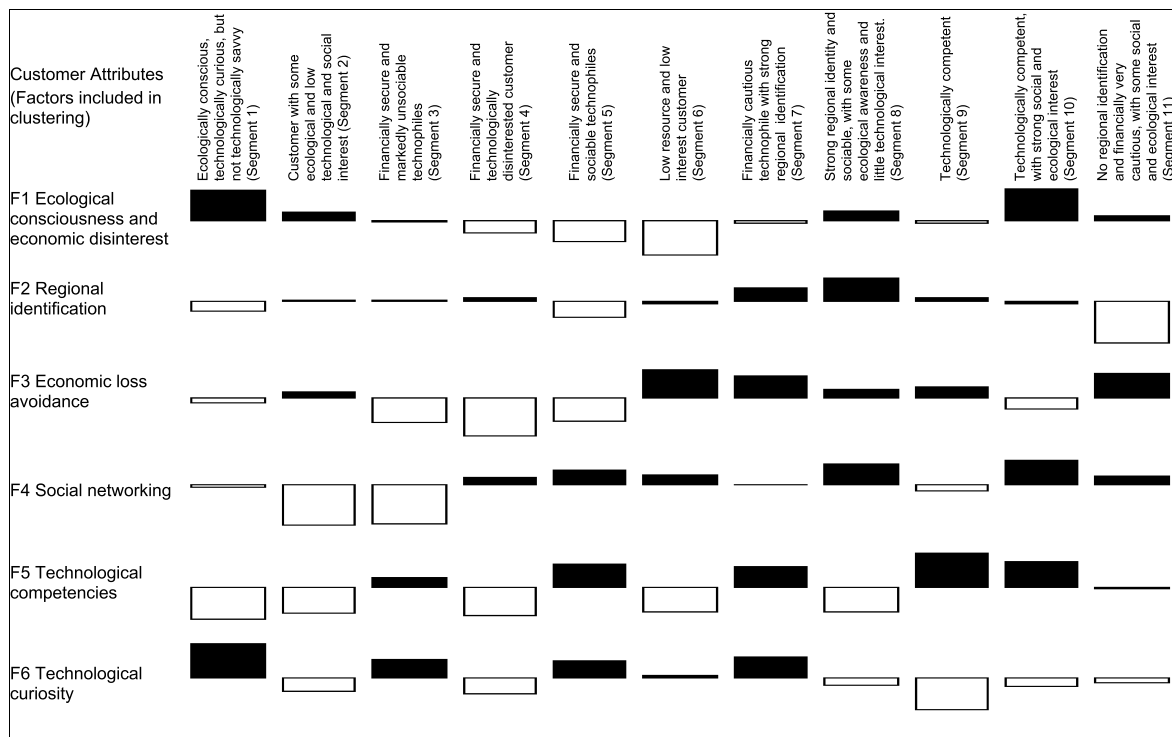 Customer Attributes
(Factors included in
clustering)
Ecologically conscious,
technologically curious, but
not technologically savvy
(Segment 1)
Customer with some
ecological and low
technological and social
interest (Segment 2)
Financially secure and
markedly unsociable
technophiles
(Segment 3)
Financially secure and
technologically
disinterested customer
(Segment 4)
Financially secure and
sociable technophiles
(Segment 5)
Low resource and low
interest customer
(Segment 6)
Financially cautious
technophile with strong
regional identification
(Segment 7)
Strong regional identity and
sociable, with some
ecological awareness and
little technological interest.
(Segment 8)
Technologically competent
(Segment 9)
Technologically competent,
with strong social and
ecological interest
(Segment 10)
No regional identification
and financially very
cautious, with some social
and ecological interest
(Segment 11)
F1 Ecological
consciousness and
economic disinterest
F2 Regional
identification
F3 Economic loss
avoidance
F4 Social networking
F5 Technological
competencies
F6 Technological
curiosity